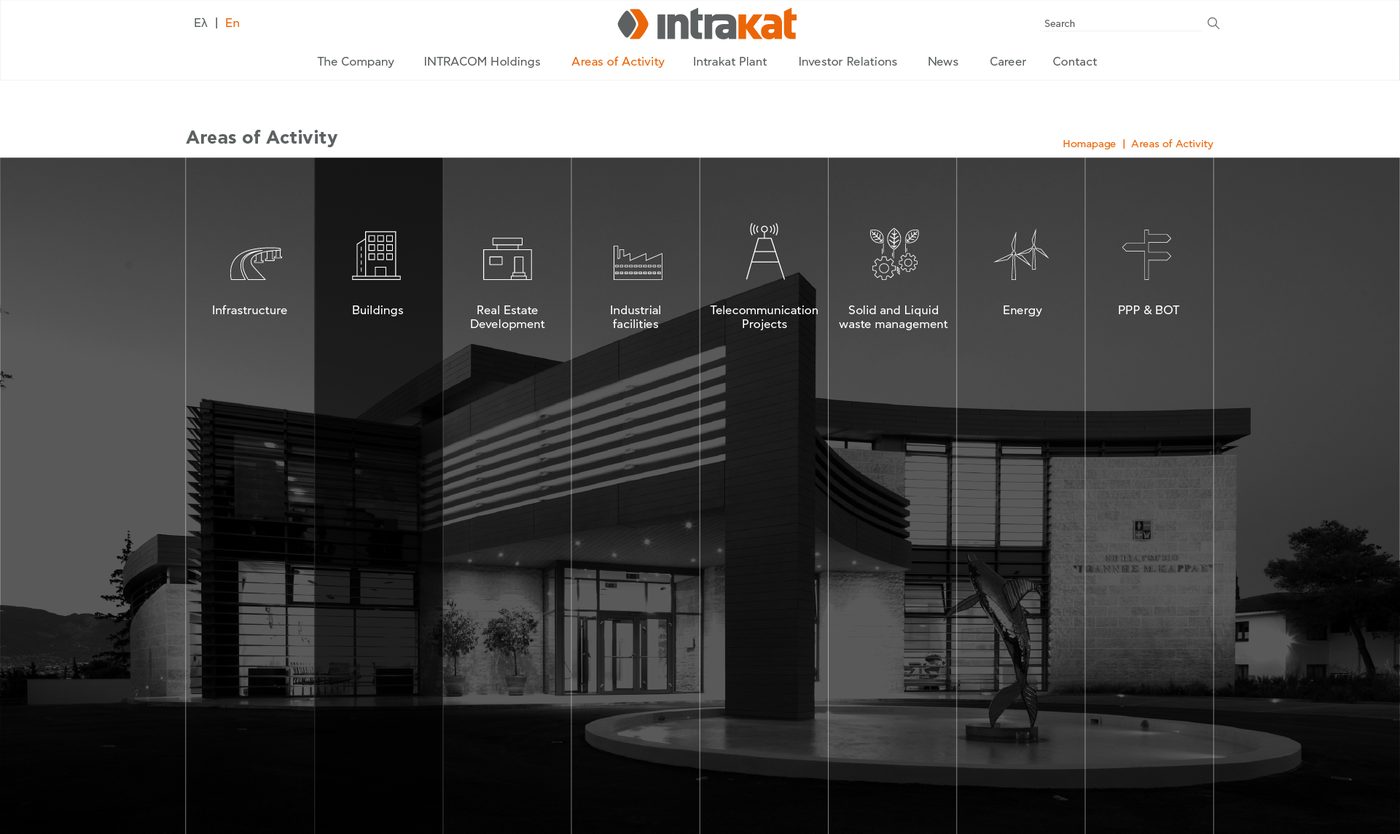 Ελ | En
intrakat
Search
The Company INTRACOM Holdings Areas of Activity Intrakat Plant Investor Relations News Career Contact
Areas of Activity
Homepage | Areas of Activity
Infrastructure
Buildings
Real Estate
Development
Industrial
facilities
Telecommunication
Projects
Solid and Liquid
waste management
Energy
PPP & BOT
"ΙΩΑΝΝΗΣ Μ. ΚΑΡΡΑΣ"